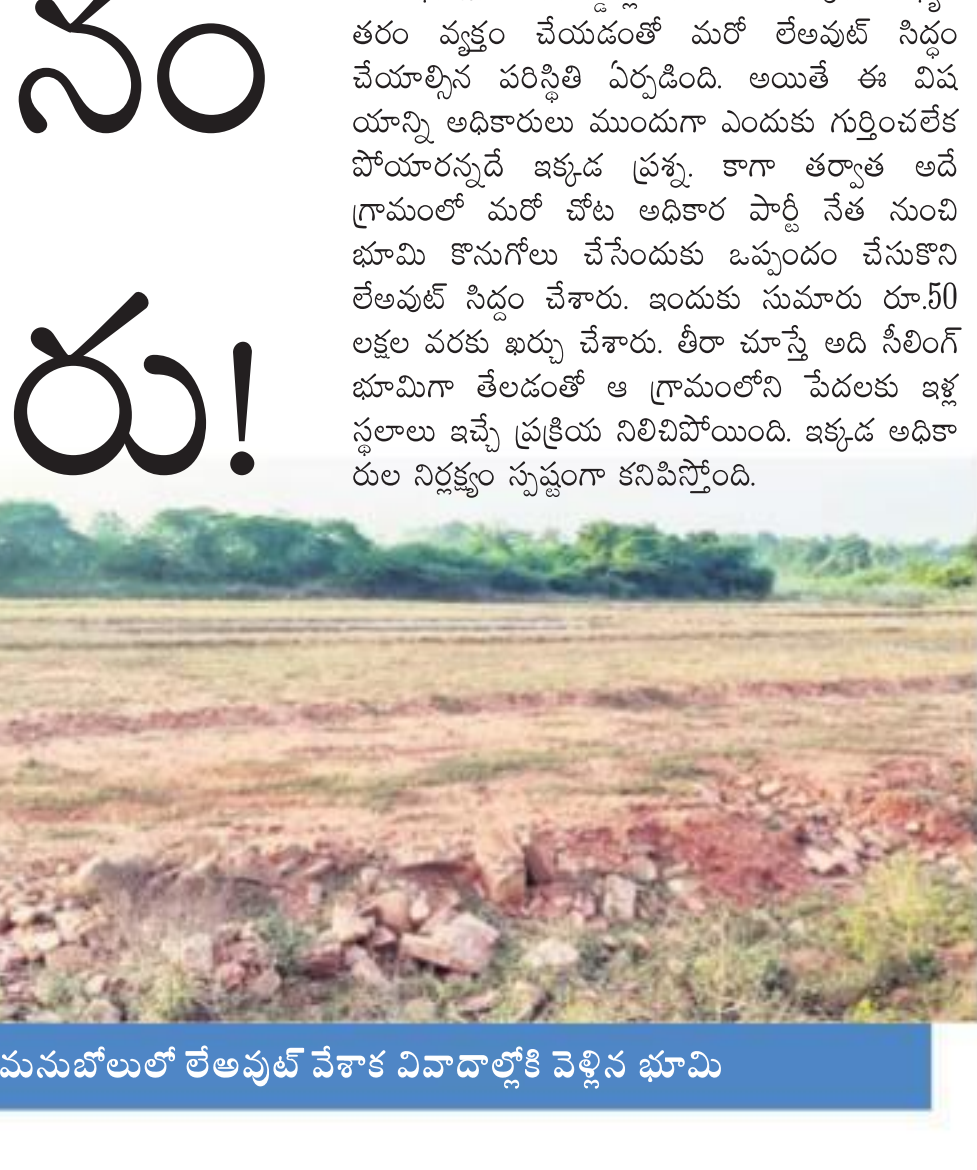 నం
రు!
తరం వ్యక్తం చేయడంతో మరో లేఅవుట్ సిద్ధం
చేయాల్సిన పరిస్థితి ఏర్పడింది. అయితే ఈ విష
యాన్ని అధికారులు ముందుగా ఎందుకు గుర్తించలేక
పోయారన్నదే ఇక్కడ ప్రశ్న. కాగా తర్వాత అదే
గ్రామంలో మరో చోట అధికార పార్టీ నేత నుంచి
భూమి కొనుగోలు చేసేందుకు ఒప్పందం చేసుకొని
లేఅవుట్ సిద్దం చేశారు. ఇందుకు సుమారు రూ.50
లక్షల వరకు ఖర్చు చేశారు. తీరా చూస్తే అది సీలింగ్
భూమిగా తేలడంతో ఆ గ్రామంలోని పేదలకు ఇళ్ల
స్థలాలు ఇచ్చే ప్రక్రియ నిలిచిపోయింది. ఇక్కడ అధికా
రుల నిర్లక్ష్యం స్పష్టంగా కనిపిస్తోంది.
మనుబోలులో లేఅవుట్ వేశాక వివాదాల్లోకి వెళ్లిన భూమి